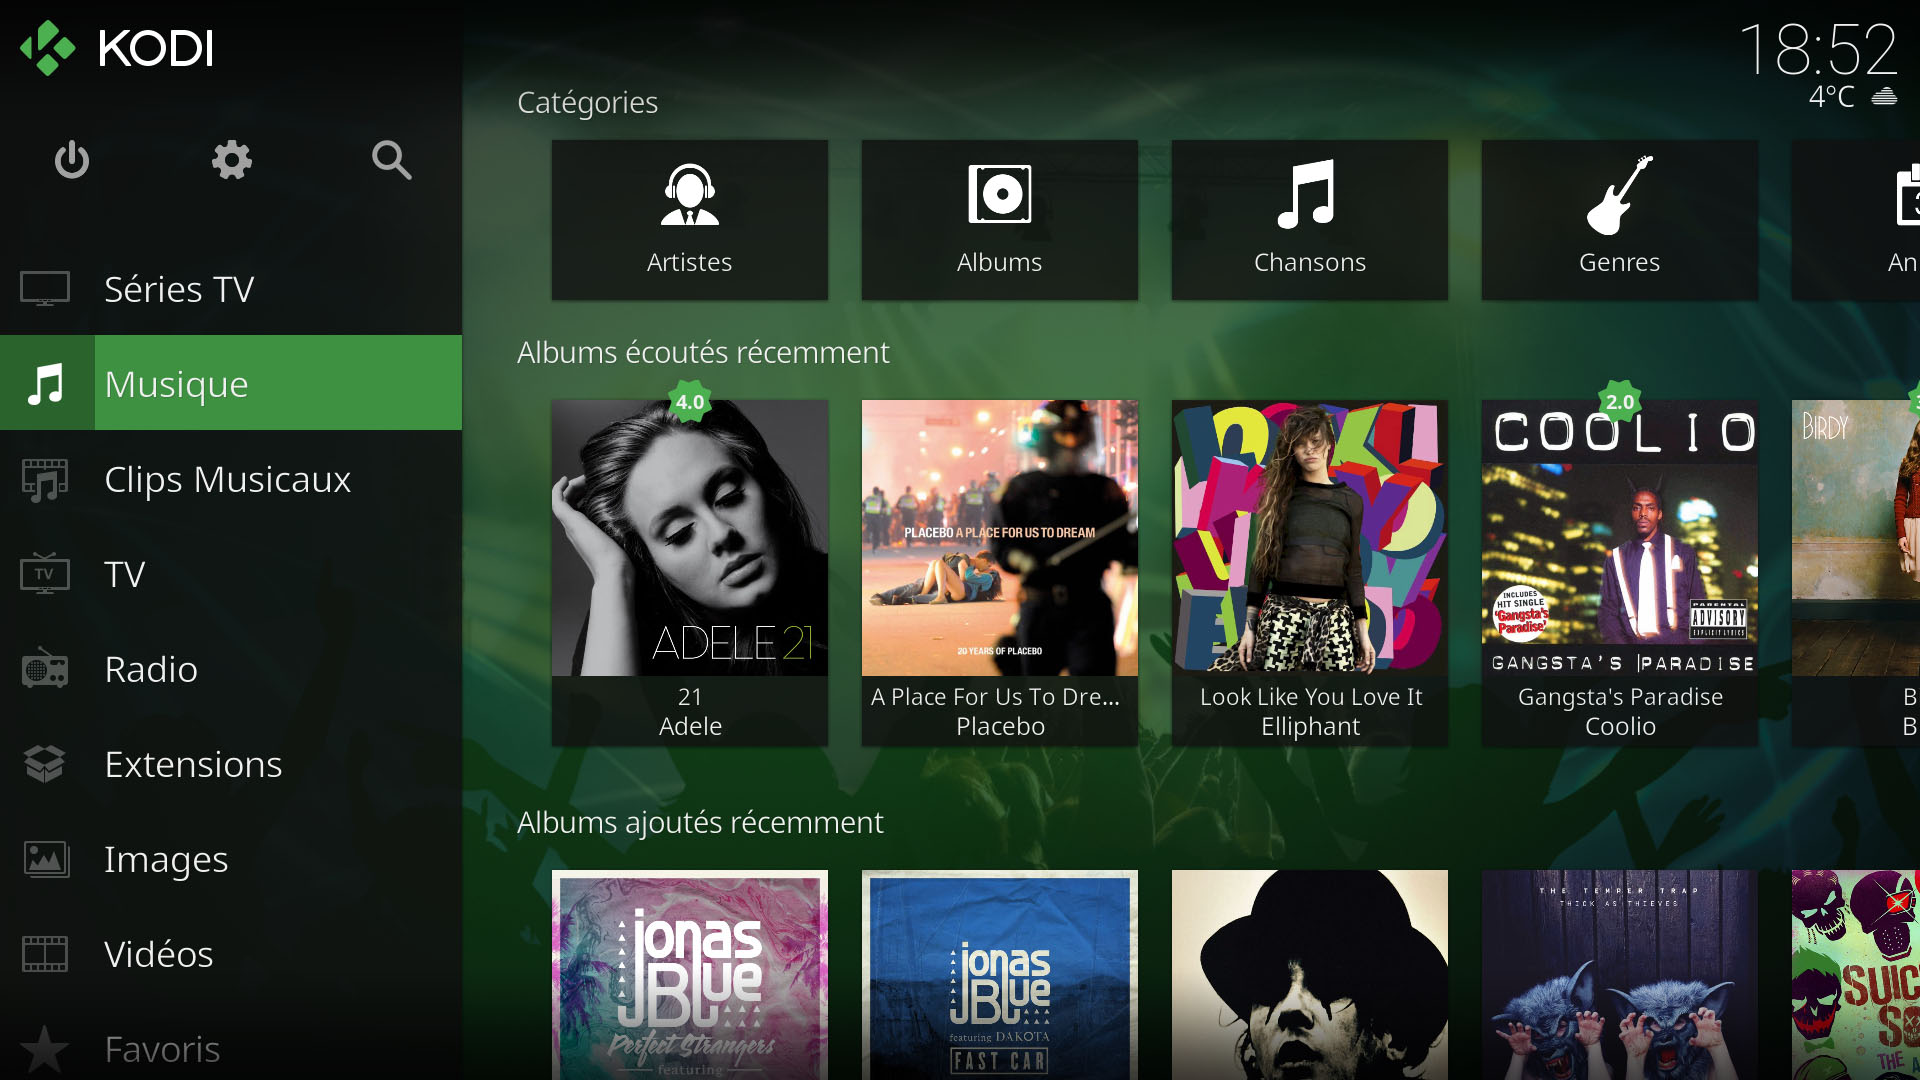 KODI
18:52
4°C
Séries TV
Musique
Clips Musicaux
TV
TV
Radio
Extensions
Images
Vidéos
Favoris
Catégories
Artistes
Albums
Chansons
Genres
An
Albums écoutés récemment
4.0
ADELE 21
21
Adele
PLACEBO A PLACE FOR US TO DREAM
20 YEARS OF PLACEBO
A Place For Us To Dre...
Placebo
Look Like You Love It
Elliphant
2.0
COOLIO
INCLUDES
HIT SINGLE
'Gangsta's
Paradise'
PARENTAL
ADVISORY
EXPLICIT LYRICS
GANGSTA'S PARADISE
Gangsta's Paradise
Coolio
BIRDY
B
B
Albums ajoutés récemment
jonas
Blue
Perfect Strangers
featuring
jonas
Blue
featuring DAKOTA
FAST CAR
THE TEMPER TRAP
THICK AS THIEVES
SUIC
SQ
THE A